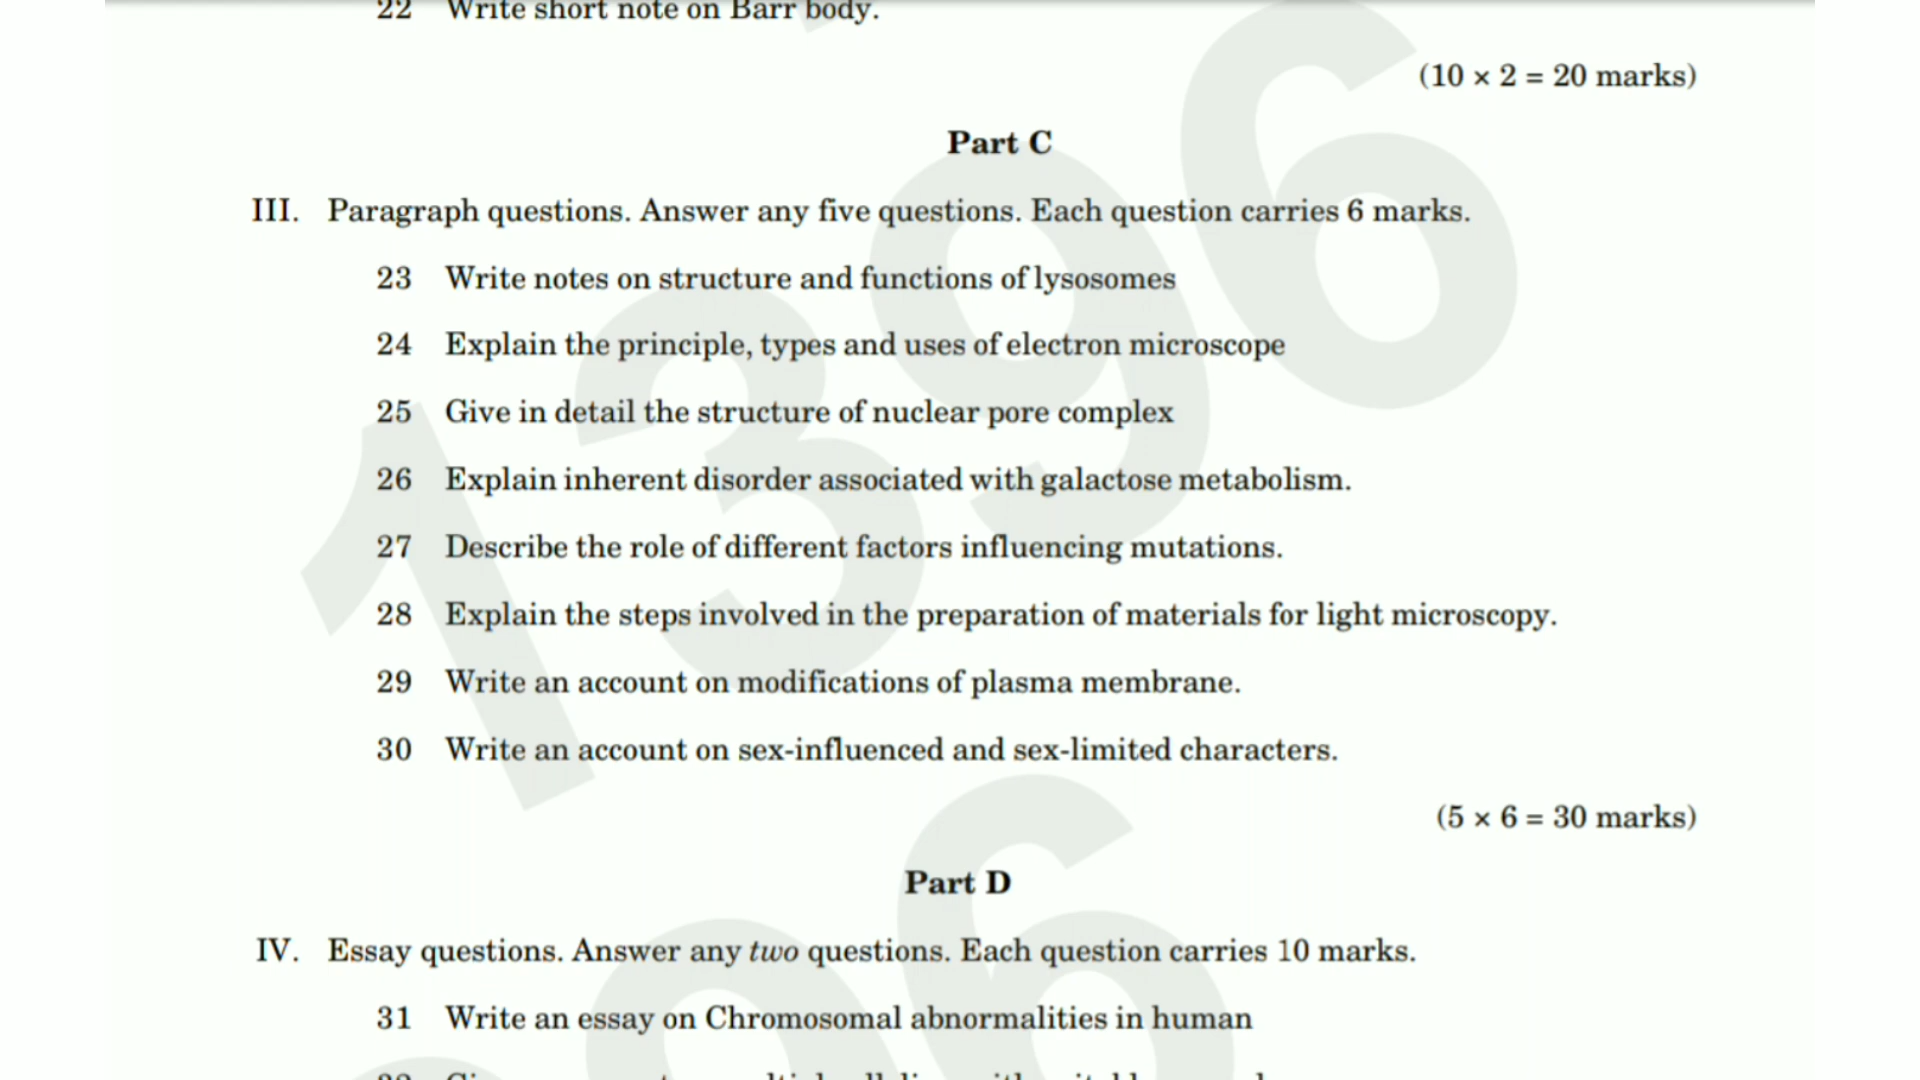 22 Write short note on Barr body.
(10 × 2 = 20 marks)
Part C
III. Paragraph questions. Answer any five questions. Each question carries 6 marks.
23 Write notes on structure and functions of lysosomes
24 Explain the principle, types and uses of electron microscope
25 Give in detail the structure of nuclear pore complex
26 Explain inherent disorder associated with galactose metabolism.
27 Describe the role of different factors influencing mutations.
28 Explain the steps involved in the preparation of materials for light microscopy.
29 Write an account on modifications of plasma membrane.
30 Write an account on sex-influenced and sex-limited characters.
(5 × 6 = 30 marks)
Part D
IV. Essay questions. Answer any two questions. Each question carries 10 marks.
31 Write an essay on Chromosomal abnormalities in human
1396